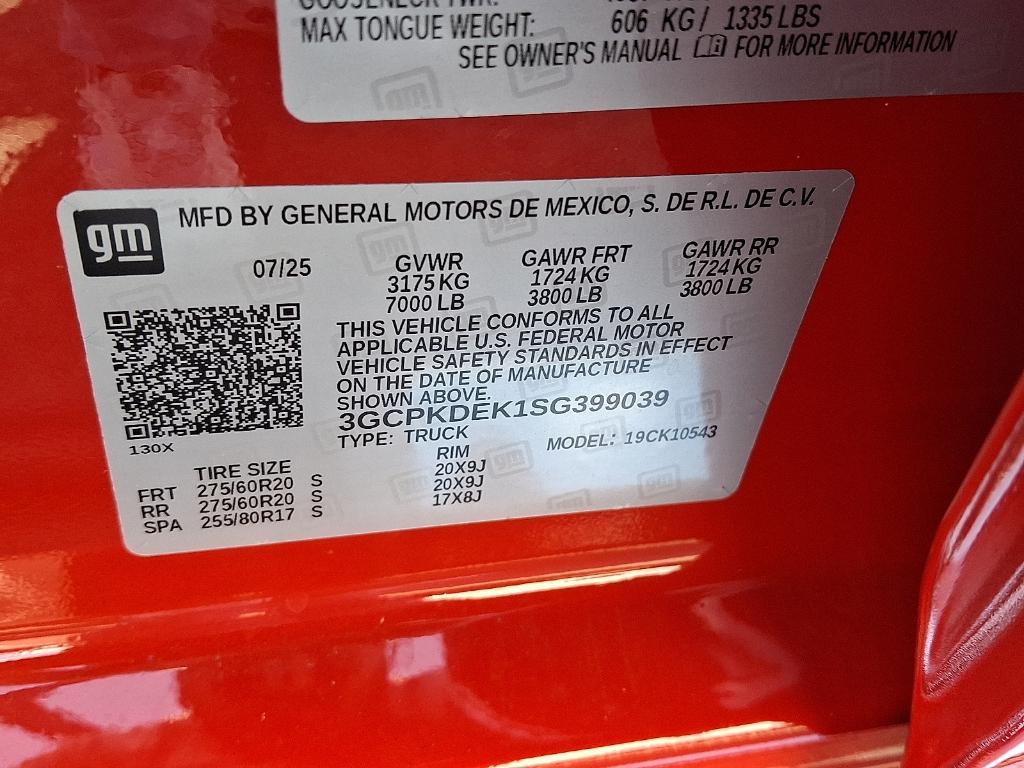 GOOSENECK TWR:
MAX TONGUE WEIGHT: 606 KG / 1335 LBS
SEE OWNER'S MANUAL FOR MORE INFORMATION
gm
MFD BY GENERAL MOTORS DE MEXICO, S. DE R.L. DE C.V.
07/25
GVWR
3175 KG
7000 LB
GAWR FRT
1724 KG
3800 LB
GAWR RR
1724 KG
3800 LB
THIS VEHICLE CONFORMS TO ALL
APPLICABLE U.S. FEDERAL MOTOR
VEHICLE SAFETY STANDARDS IN EFFECT
ON THE DATE OF MANUFACTURE
SHOWN ABOVE.
3GCPKDEK1SG399039
TYPE: TRUCK
MODEL: 19CK10543
130X
TIRE SIZE RIM
FRT 275/60R20 S 20X9J
RR 275/60R20 S 20X9J
SPA 255/80R17 S 17X8J